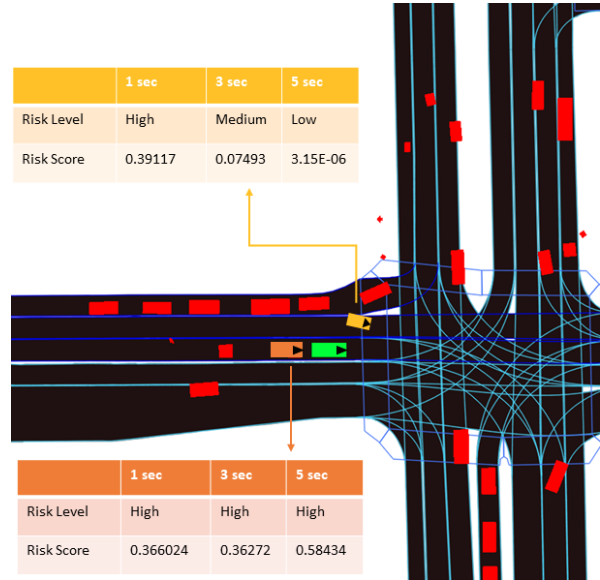 1 sec 3 sec 5 sec
Risk Level High Medium Low
Risk Score 0.39117 0.07493 3.15E-06
1 sec 3 sec 5 sec
Risk Level High High High
Risk Score 0.366024 0.36272 0.58434